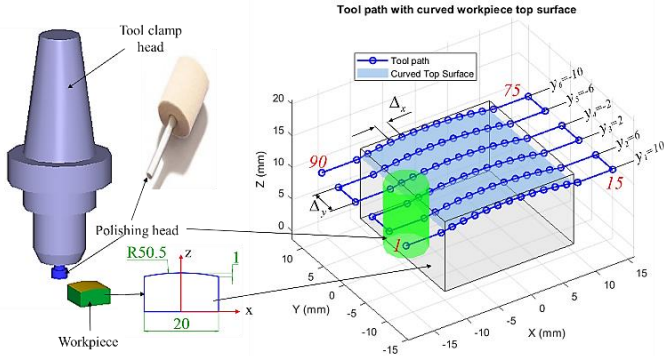 Tool path with curved workpiece top surface
Tool clamp
head
Tool path
Curved Top Surface
75
y₆=-10
y₅=-6
y₄=-2
y₃=2
y₂=6
y₁=10
Δx
90
15
Δy
1
20
15
10
5
0
Z (mm)
Polishing head
R50.5
z
1
x
20
Workpiece
10
5
0
-5
-10
-15
Y (mm)
-15
-10
-5
0
5
10
15
X (mm)